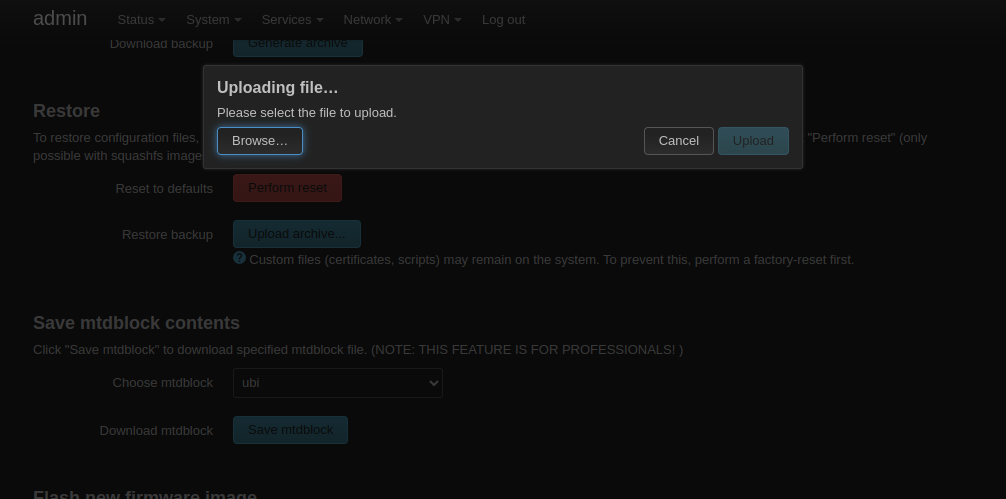 admin Status System Services Network VPN Log out
Download backup Generate archive
Uploading file…
Please select the file to upload.
Browse… Cancel Upload
Restore
To restore configuration files, "Perform reset" (only
possible with squashfs image
Reset to defaults Perform reset
Restore backup Upload archive...
? Custom files (certificates, scripts) may remain on the system. To prevent this, perform a factory-reset first.
Save mtdblock contents
Click "Save mtdblock" to download specified mtdblock file. (NOTE: THIS FEATURE IS FOR PROFESSIONALS! )
Choose mtdblock ubi
Download mtdblock Save mtdblock
Flash new firmware image